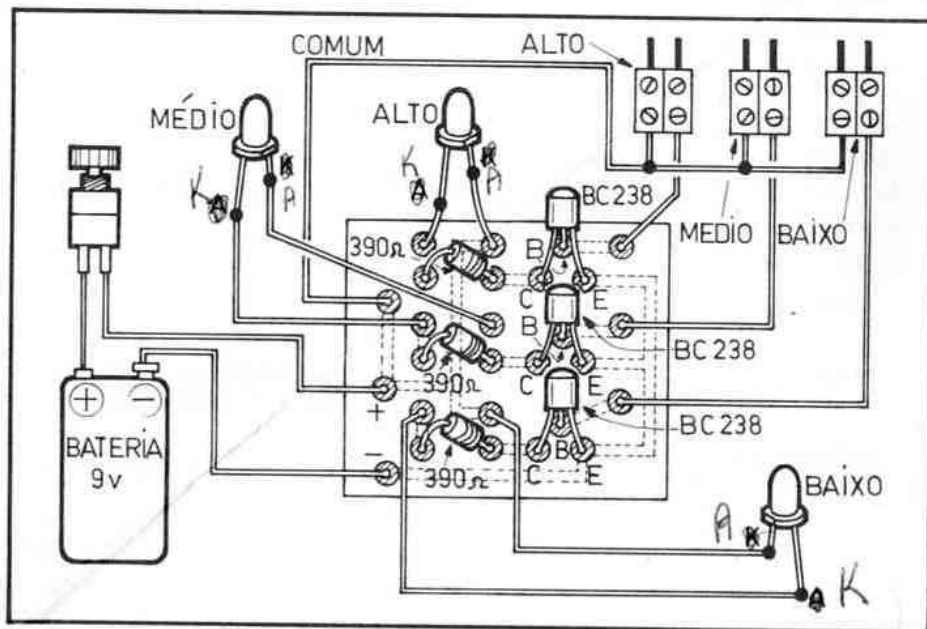 COMUM
ALTO
MÉDIO
ALTO
K
A
K
A
BC238
MEDIO
BAIXO
390Ω
B
C
E
B
BC238
390Ω
C
E
+
BC238
+ −
BATERIA
9v
−
390Ω
B
C
E
BAIXO
A
K